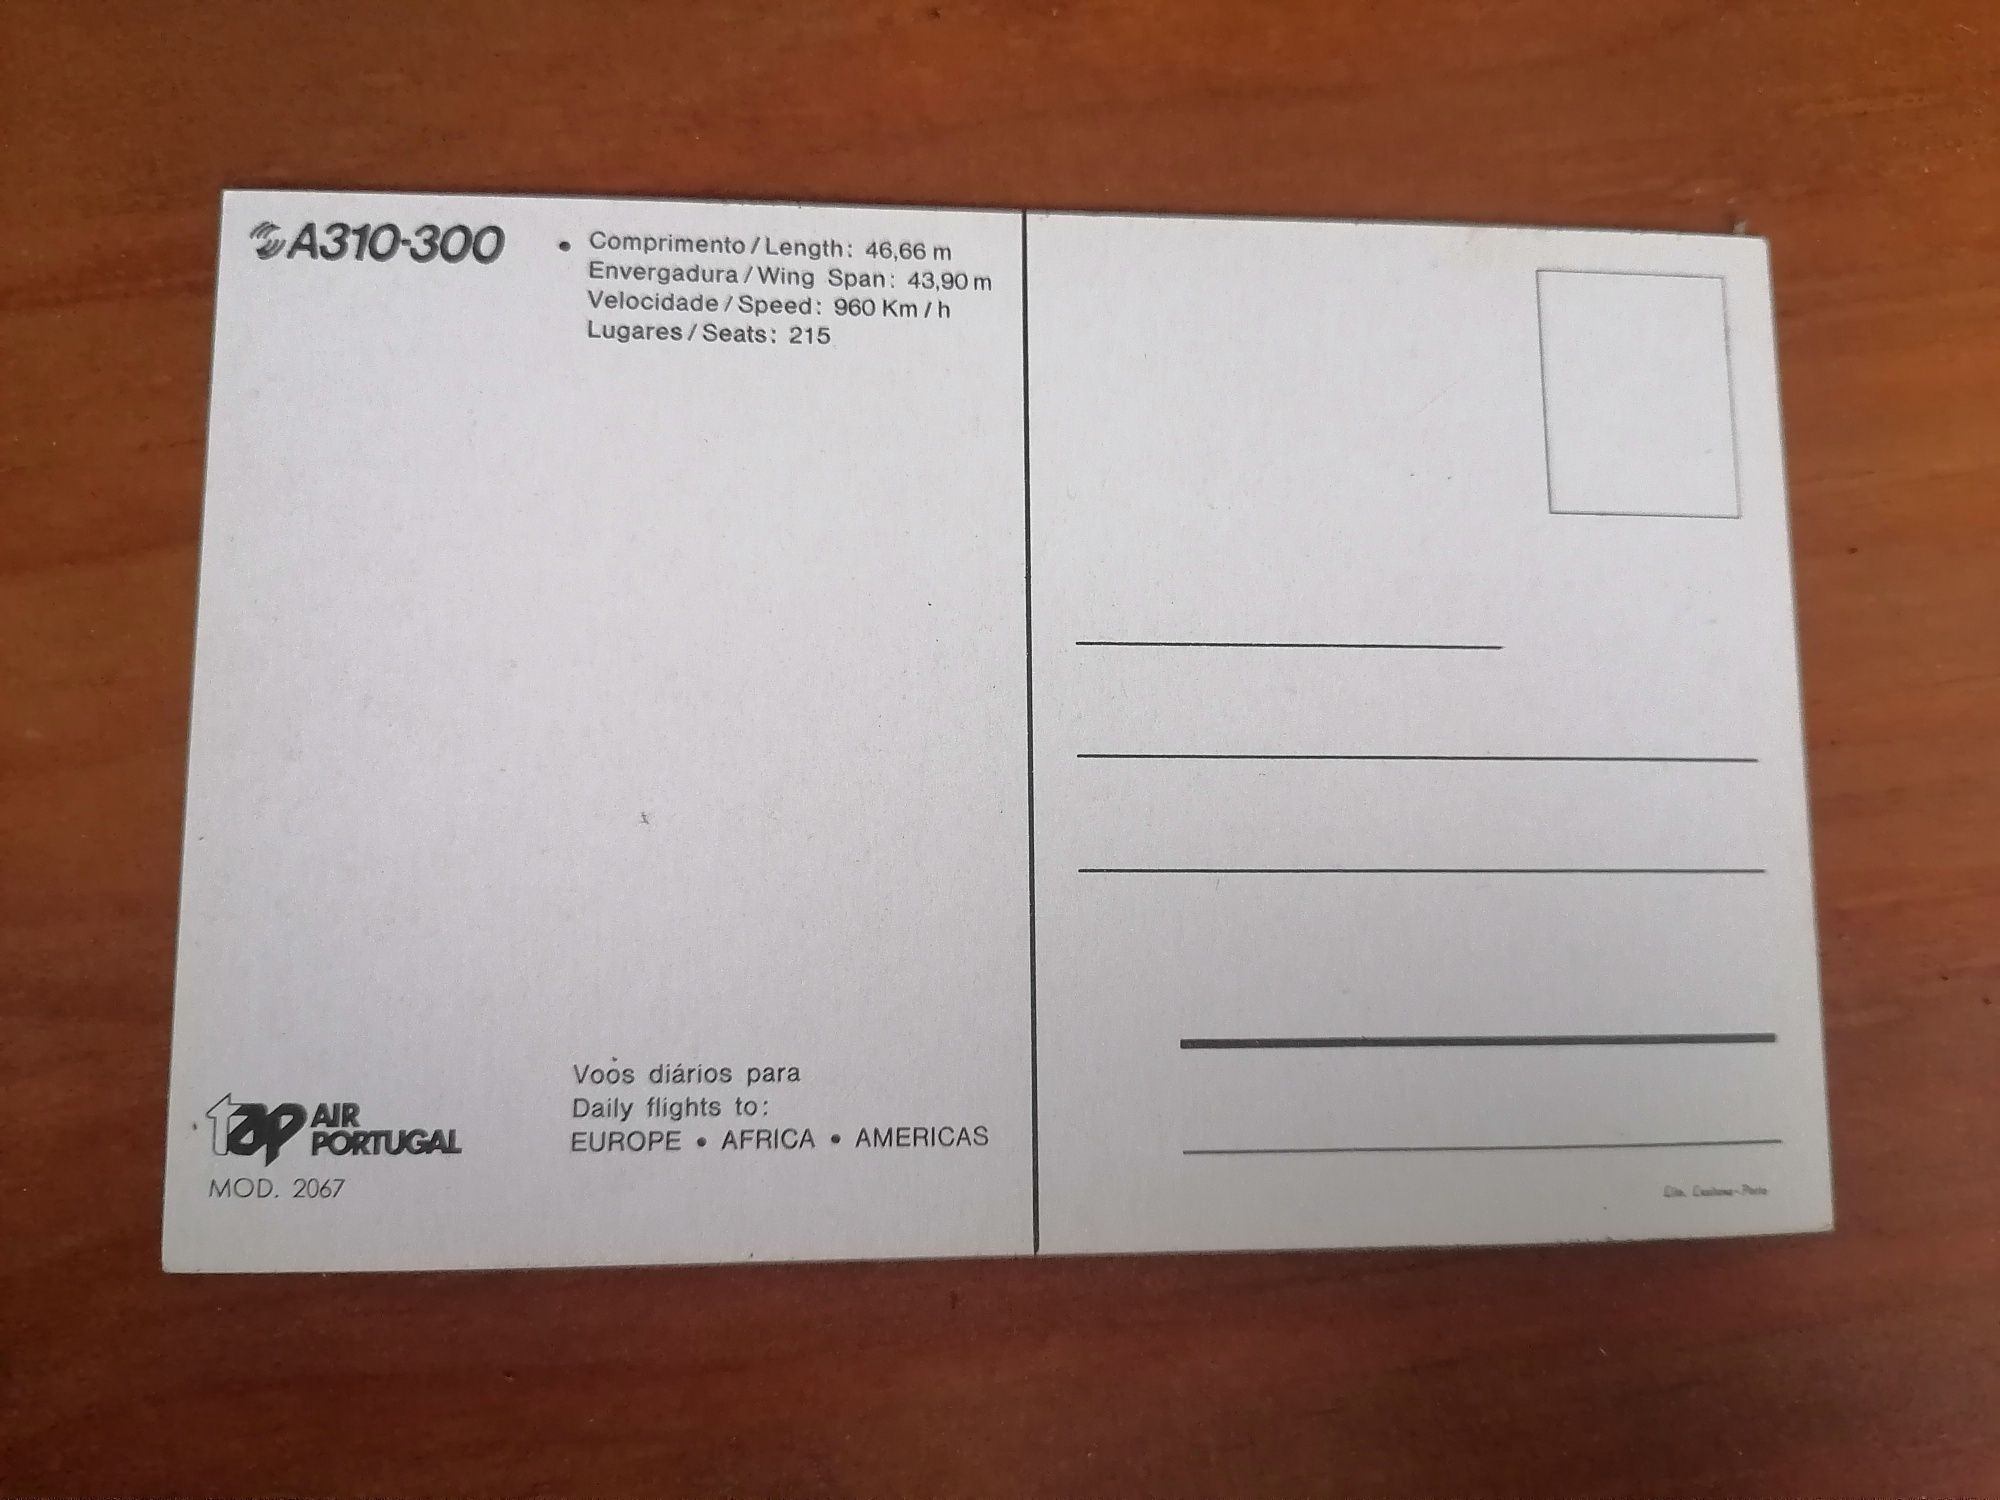 A310-300
• Comprimento / Length: 46,66 m
Envergadura / Wing Span: 43,90 m
Velocidade / Speed: 960 Km / h
Lugares / Seats: 215
Voos diários para
Daily flights to:
EUROPE • AFRICA • AMERICAS
tap AIR
PORTUGAL
MOD. 2067